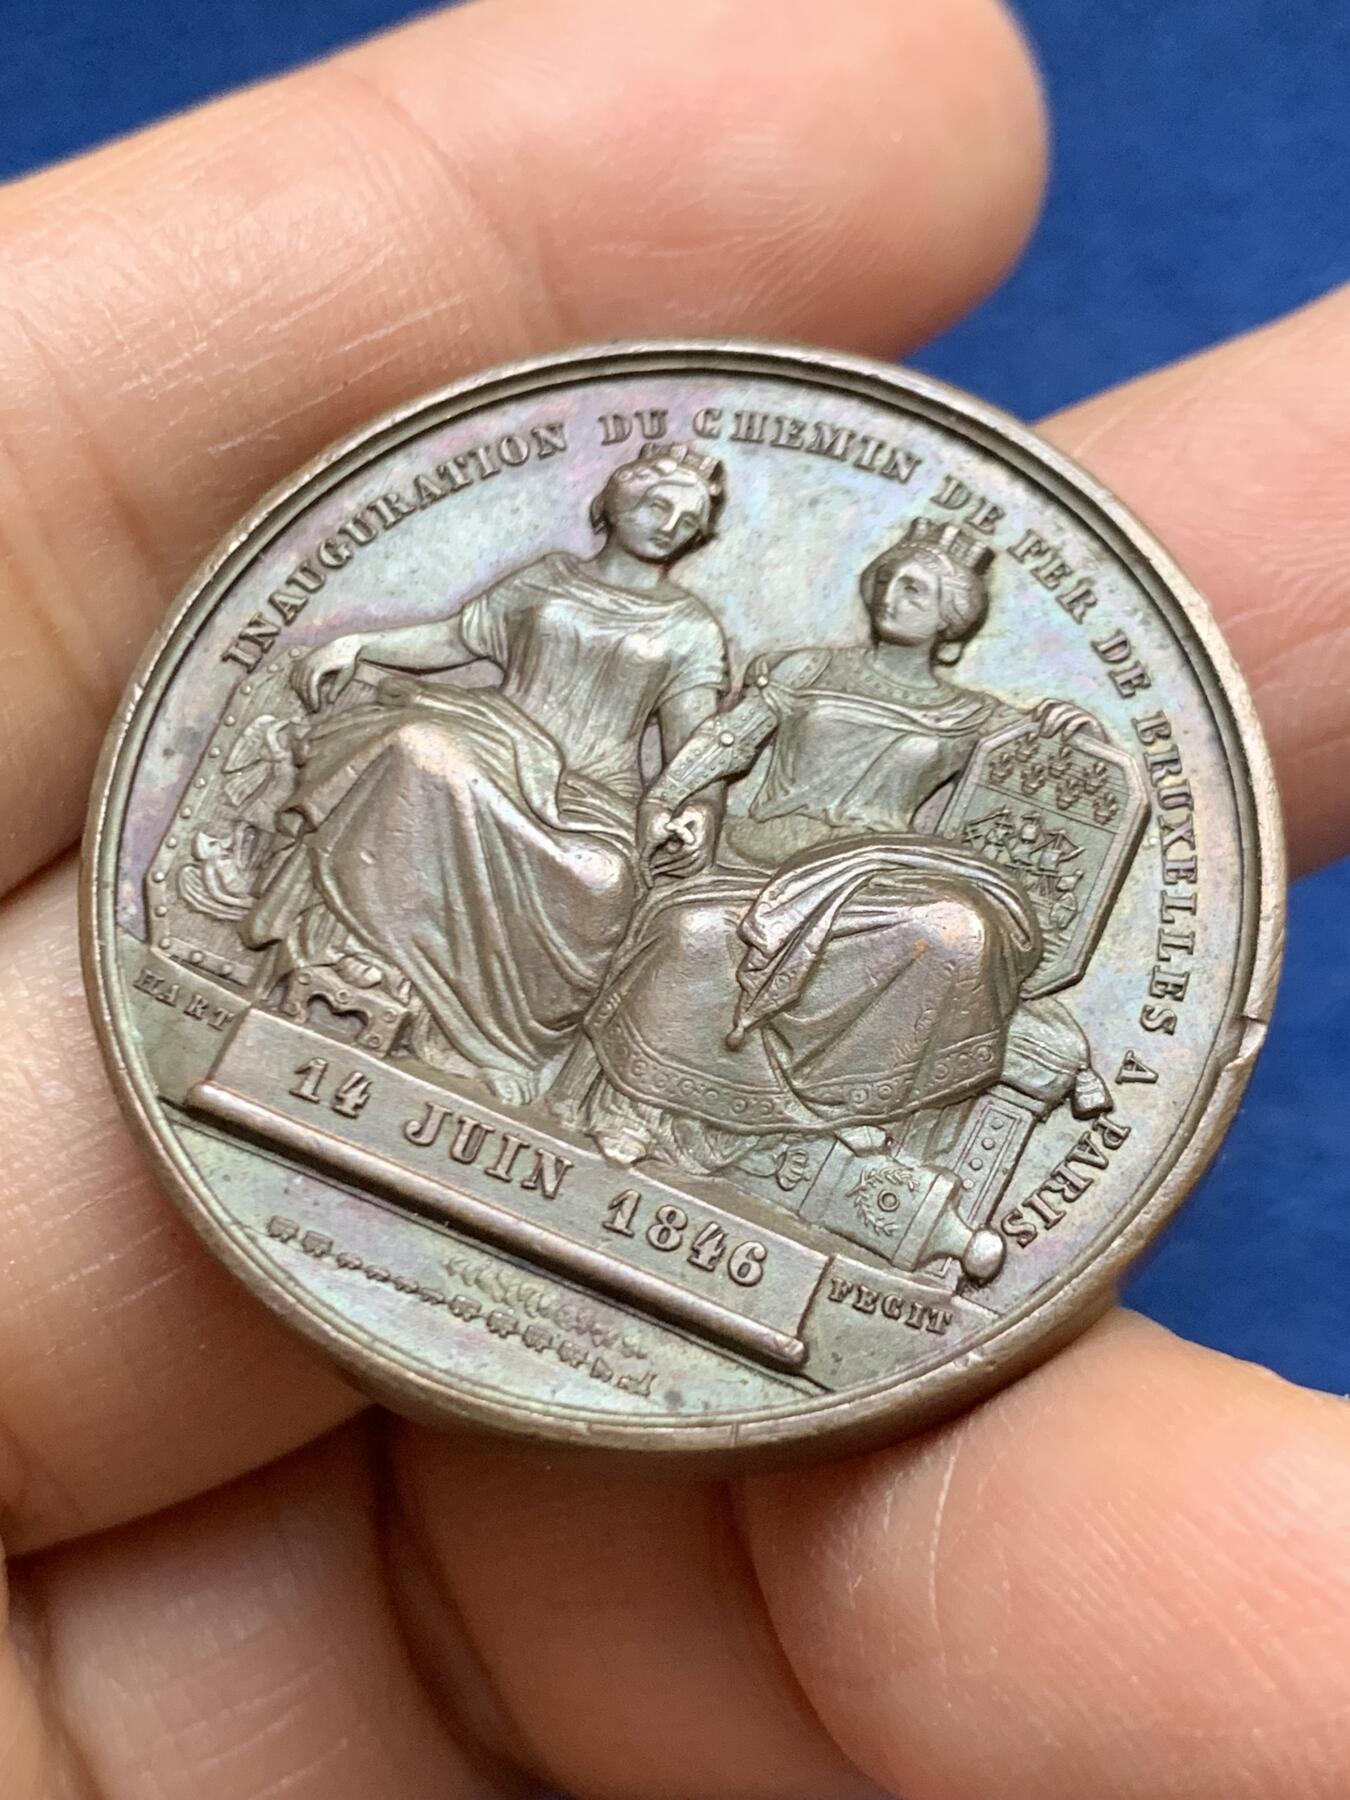 INAUGURATION DU CHEMIN DE FER DE BRUXELLES A PARIS
HART
14 JUIN 1846
FECIT